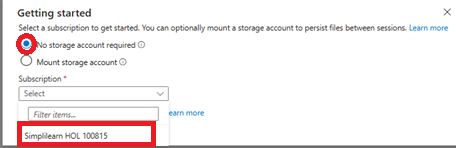 Getting started
Select a subscription to get started. You can optionally mount a storage account to persist files between sessions. Learn more
No storage account required
Mount storage account
Subscription *
Select
Filter items...
earn more
Simplilearn HOL 100815